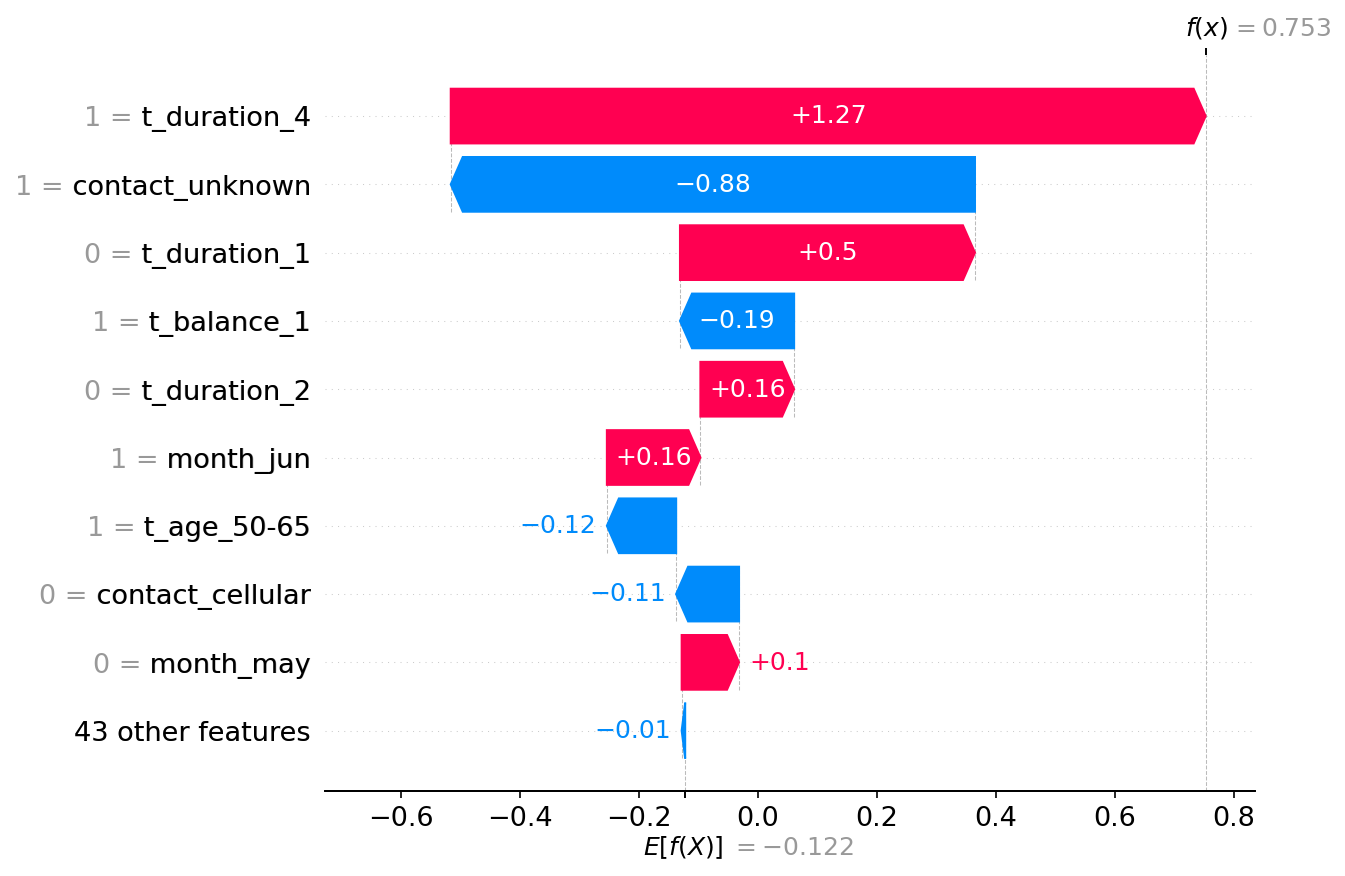 f(x) = 0.753
1 = t_duration_4 +1.27
1 = contact_unknown −0.88
0 = t_duration_1 +0.5
1 = t_balance_1 −0.19
0 = t_duration_2 +0.16
1 = month_jun +0.16
1 = t_age_50-65 −0.12
0 = contact_cellular −0.11
0 = month_may +0.1
43 other features −0.01
−0.6 −0.4 −0.2 0.0 0.2 0.4 0.6 0.8
E[f(X)] = −0.122